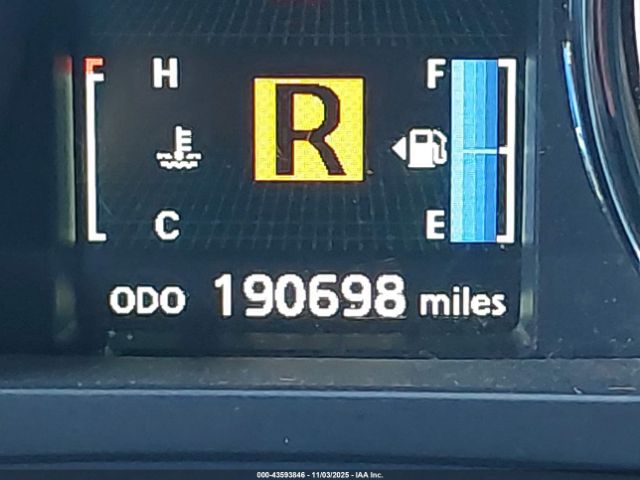 F H F
R
E
C E
ODO 190698 miles
000-43593846 - 11/03/2025 - IAA Inc.